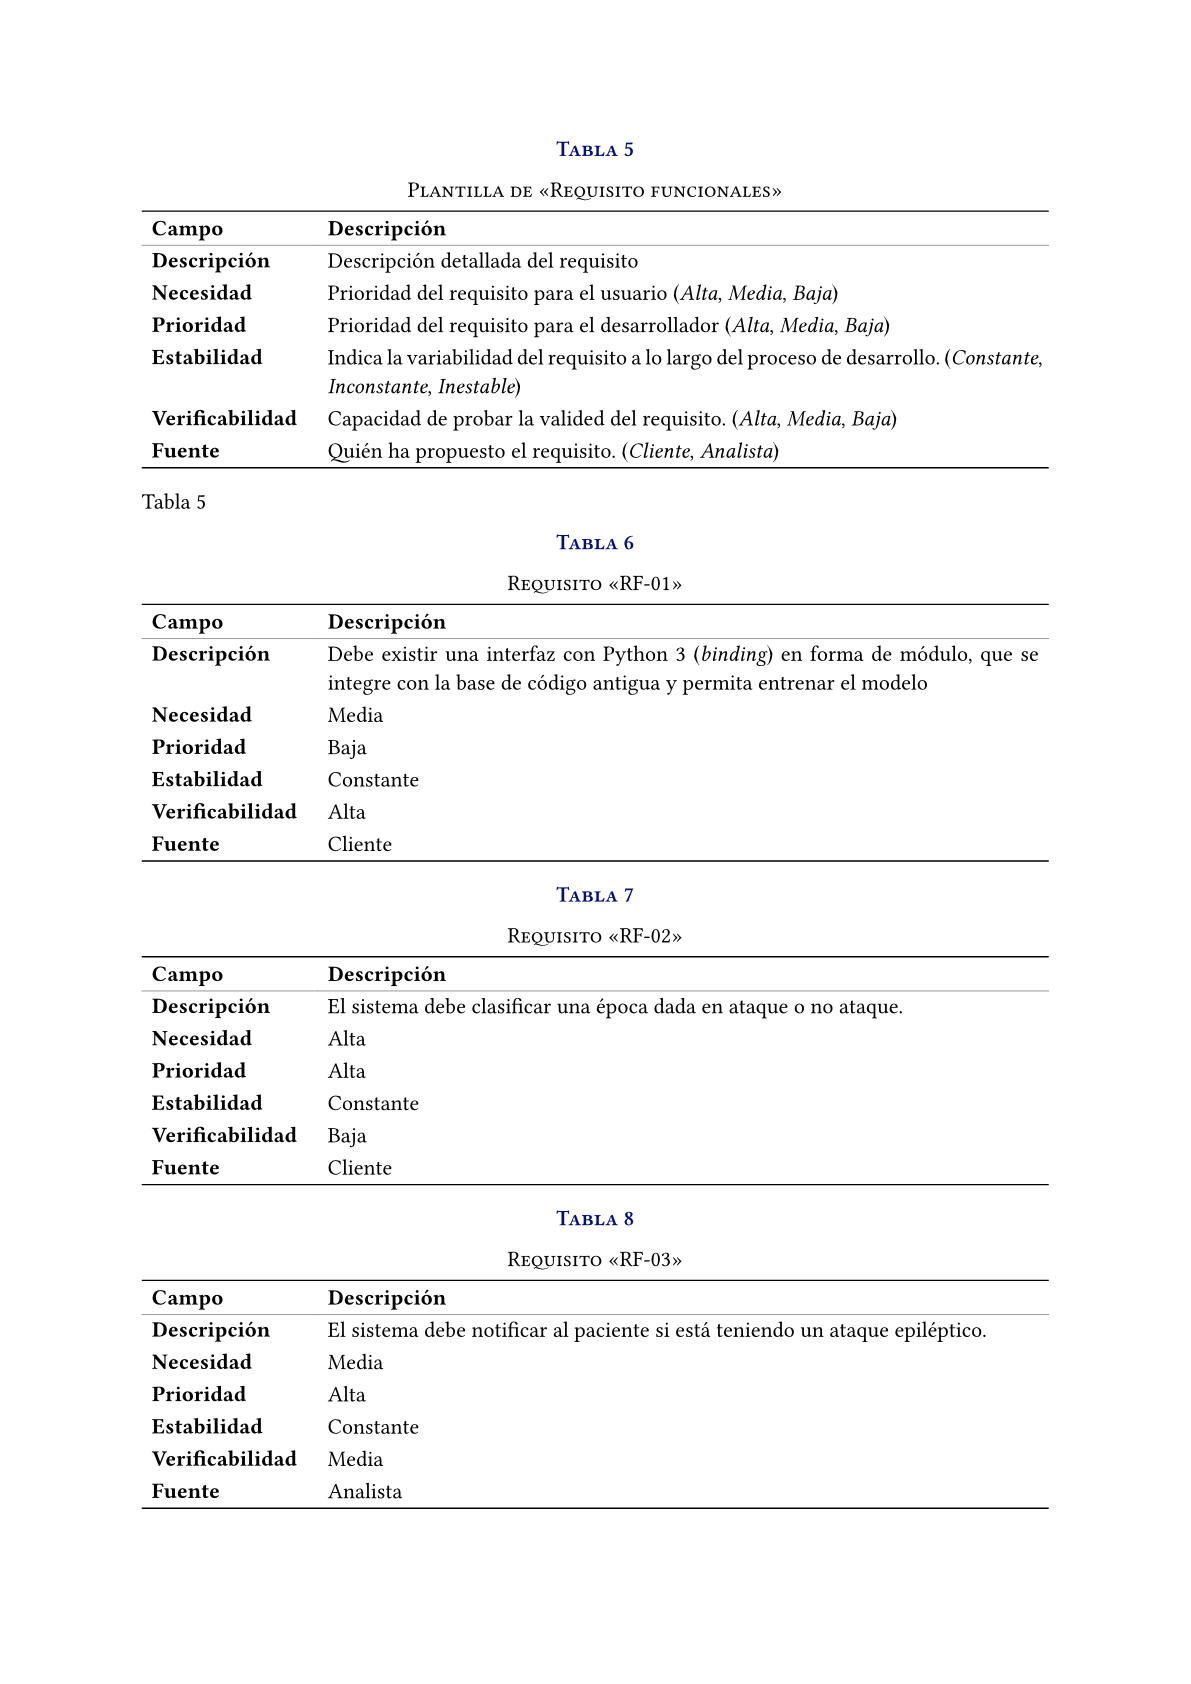 Tabla 5
Plantilla de «Requisito funcionales»
Campo Descripción
Descripción Descripción detallada del requisito
Necesidad Prioridad del requisito para el usuario (Alta, Media, Baja)
Prioridad Prioridad del requisito para el desarrollador (Alta, Media, Baja)
Estabilidad Indica la variabilidad del requisito a lo largo del proceso de desarrollo. (Constante,
Inconstante, Inestable)
Verificabilidad Capacidad de probar la valided del requisito. (Alta, Media, Baja)
Fuente Quién ha propuesto el requisito. (Cliente, Analista)
Tabla 5
Tabla 6
Requisito «RF-01»
Campo Descripción
Descripción Debe existir una interfaz con Python 3 (binding) en forma de módulo, que se
integre con la base de código antigua y permita entrenar el modelo
Necesidad Media
Prioridad Baja
Estabilidad Constante
Verificabilidad Alta
Fuente Cliente
Tabla 7
Requisito «RF-02»
Campo Descripción
Descripción El sistema debe clasificar una época dada en ataque o no ataque.
Necesidad Alta
Prioridad Alta
Estabilidad Constante
Verificabilidad Baja
Fuente Cliente
Tabla 8
Requisito «RF-03»
Campo Descripción
Descripción El sistema debe notificar al paciente si está teniendo un ataque epiléptico.
Necesidad Media
Prioridad Alta
Estabilidad Constante
Verificabilidad Media
Fuente Analista